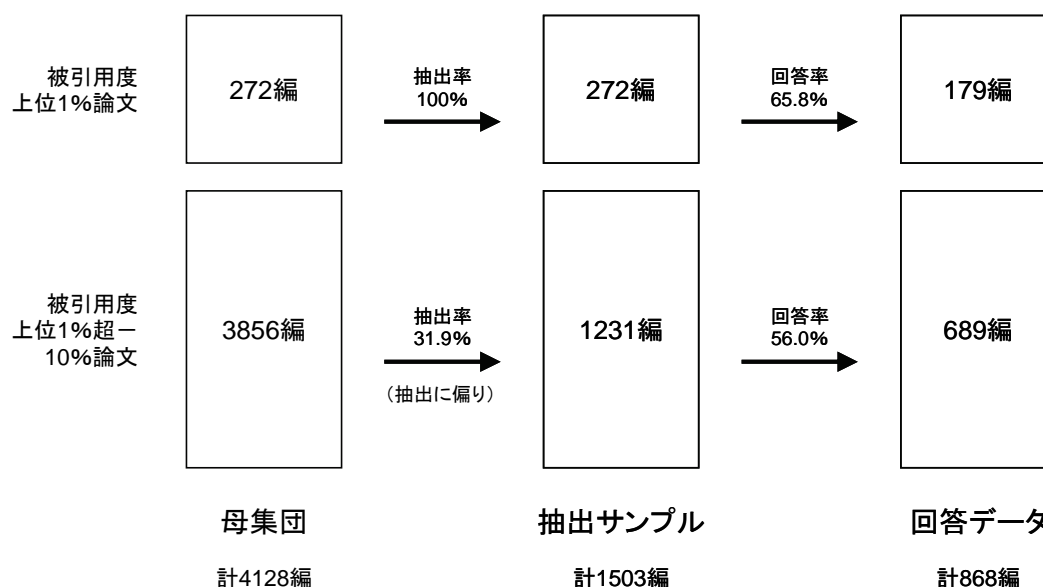 被引用度
上位1%論文
272編
抽出率
100%
272編
回答率
65.8%
179編
被引用度
上位1%超－
10%論文
3856編
抽出率
31.9%
(抽出に偏り)
1231編
回答率
56.0%
689編
母集団
抽出サンプル
回答データ
計4128編
計1503編
計868編